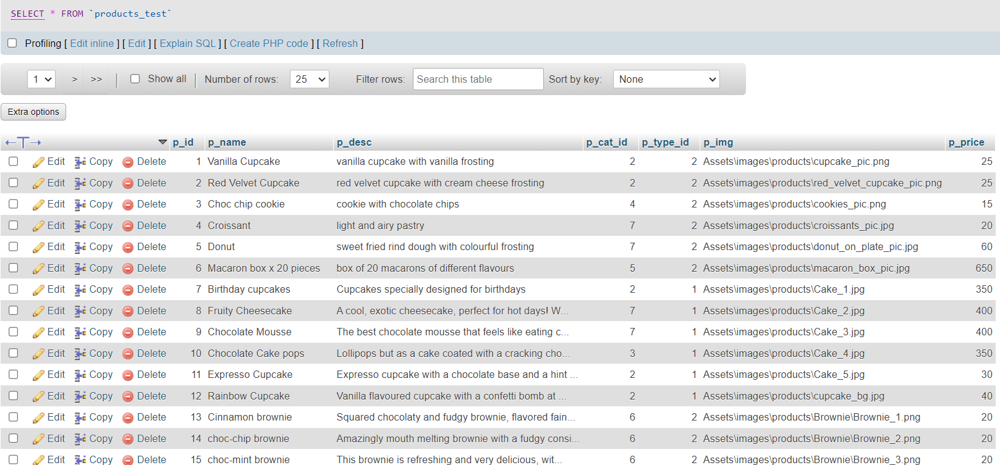 SELECT * FROM `products_test`
Profiling [ Edit inline ] [ Edit ] [ Explain SQL ] [ Create PHP code ] [ Refresh ]
1 > >> Show all Number of rows: 25 Filter rows: Search this table Sort by key: None
Extra options
←T→ p_id p_name p_desc p_cat_id p_type_id p_img p_price
Edit Copy Delete 1 Vanilla Cupcake vanilla cupcake with vanilla frosting 2 2 Assets\images\products\cupcake_pic.png 25
Edit Copy Delete 2 Red Velvet Cupcake red velvet cupcake with cream cheese frosting 2 2 Assets\images\products\red_velvet_cupcake_pic.png 25
Edit Copy Delete 3 Choc chip cookie cookie with chocolate chips 4 2 Assets\images\products\cookies_pic.png 15
Edit Copy Delete 4 Croissant light and airy pastry 7 2 Assets\images\products\croissants_pic.jpg 20
Edit Copy Delete 5 Donut sweet fried rind dough with colourful frosting 7 2 Assets\images\products\donut_on_plate_pic.jpg 60
Edit Copy Delete 6 Macaron box x 20 pieces box of 20 macarons of different flavours 5 2 Assets\images\products\macaron_box_pic.jpg 650
Edit Copy Delete 7 Birthday cupcakes Cupcakes specially designed for birthdays 2 1 Assets\images\products\Cake_1.jpg 350
Edit Copy Delete 8 Fruity Cheesecake A cool, exotic cheesecake, perfect for hot days! W... 7 1 Assets\images\products\Cake_2.jpg 400
Edit Copy Delete 9 Chocolate Mousse The best chocolate mousse that feels like eating c... 7 1 Assets\images\products\Cake_3.jpg 400
Edit Copy Delete 10 Chocolate Cake pops Lollipops but as a cake coated with a cracking cho... 3 1 Assets\images\products\Cake_4.jpg 350
Edit Copy Delete 11 Expresso Cupcake Expresso cupcake with a chocolate base and a hint ... 2 1 Assets\images\products\Cake_5.jpg 30
Edit Copy Delete 12 Rainbow Cupcake Vanilla flavoured cupcake with a confetti bomb at ... 2 1 Assets\images\products\cupcake_bg.jpg 40
Edit Copy Delete 13 Cinnamon brownie Squared chocolaty and fudgy brownie, flavored fain... 6 2 Assets\images\products\Brownie\Brownie_1.png 20
Edit Copy Delete 14 choc-chip brownie Amazingly mouth melting brownie with a fudgy consi... 6 2 Assets\images\products\Brownie\Brownie_2.png 20
Edit Copy Delete 15 choc-mint brownie This brownie is refreshing and very delicious, wit... 6 2 Assets\images\products\Brownie\Brownie_3.png 20